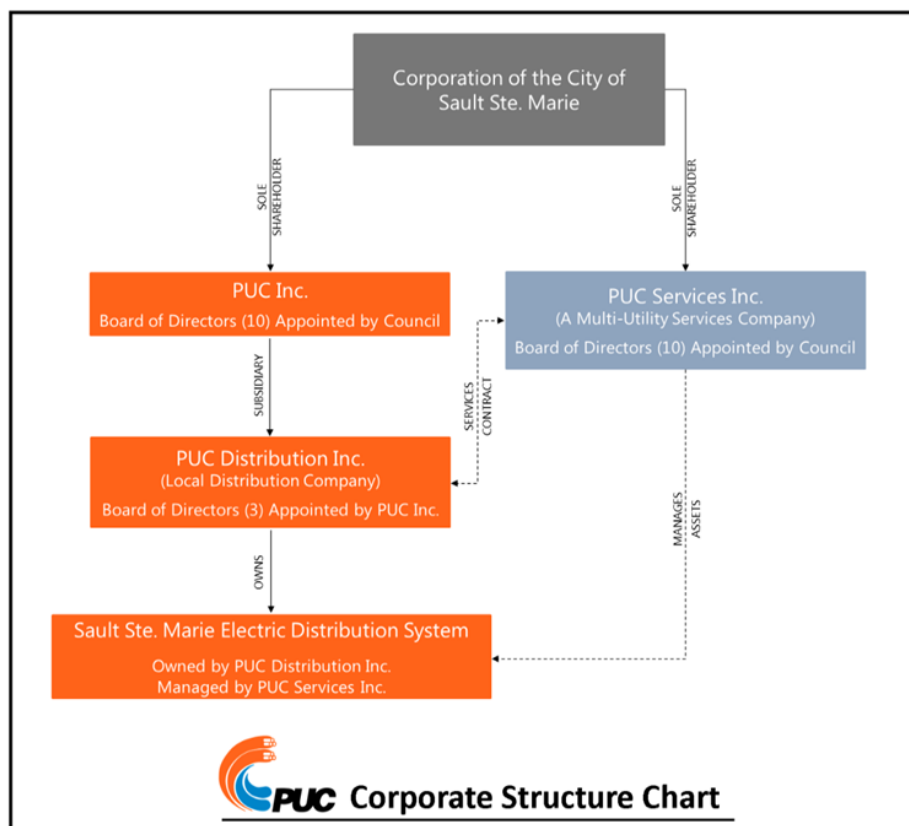 Corporation of the City of
Sault Ste. Marie
SOLE
SHAREHOLDER
SOLE
SHAREHOLDER
PUC Inc.
Board of Directors (10) Appointed by Council
PUC Services Inc.
(A Multi-Utility Services Company)
Board of Directors (10) Appointed by Council
SUBSIDIARY
SERVICES
CONTRACT
PUC Distribution Inc.
(Local Distribution Company)
Board of Directors (3) Appointed by PUC Inc.
MANAGES
ASSETS
OWNS
Sault Ste. Marie Electric Distribution System
Owned by PUC Distribution Inc.
Managed by PUC Services Inc.
PUC Corporate Structure Chart